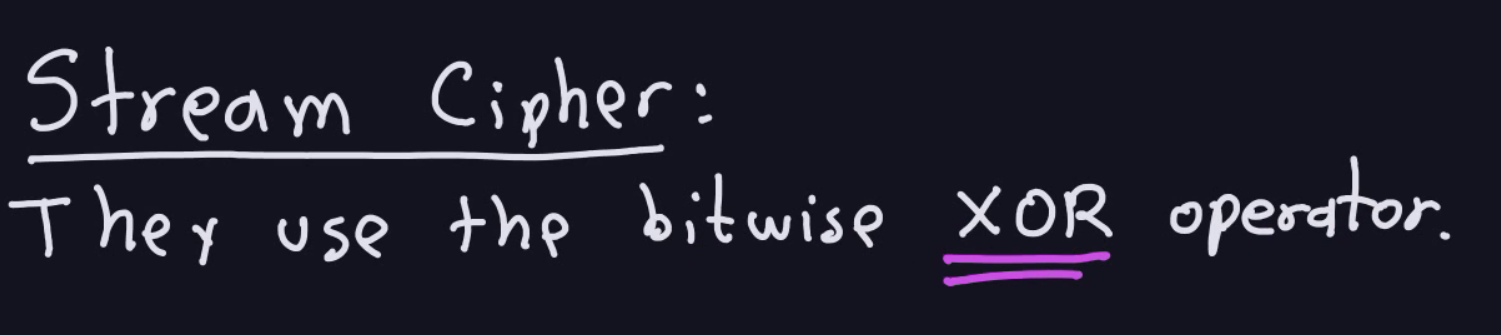 Stream Cipher:
They use the bitwise XOR operator.